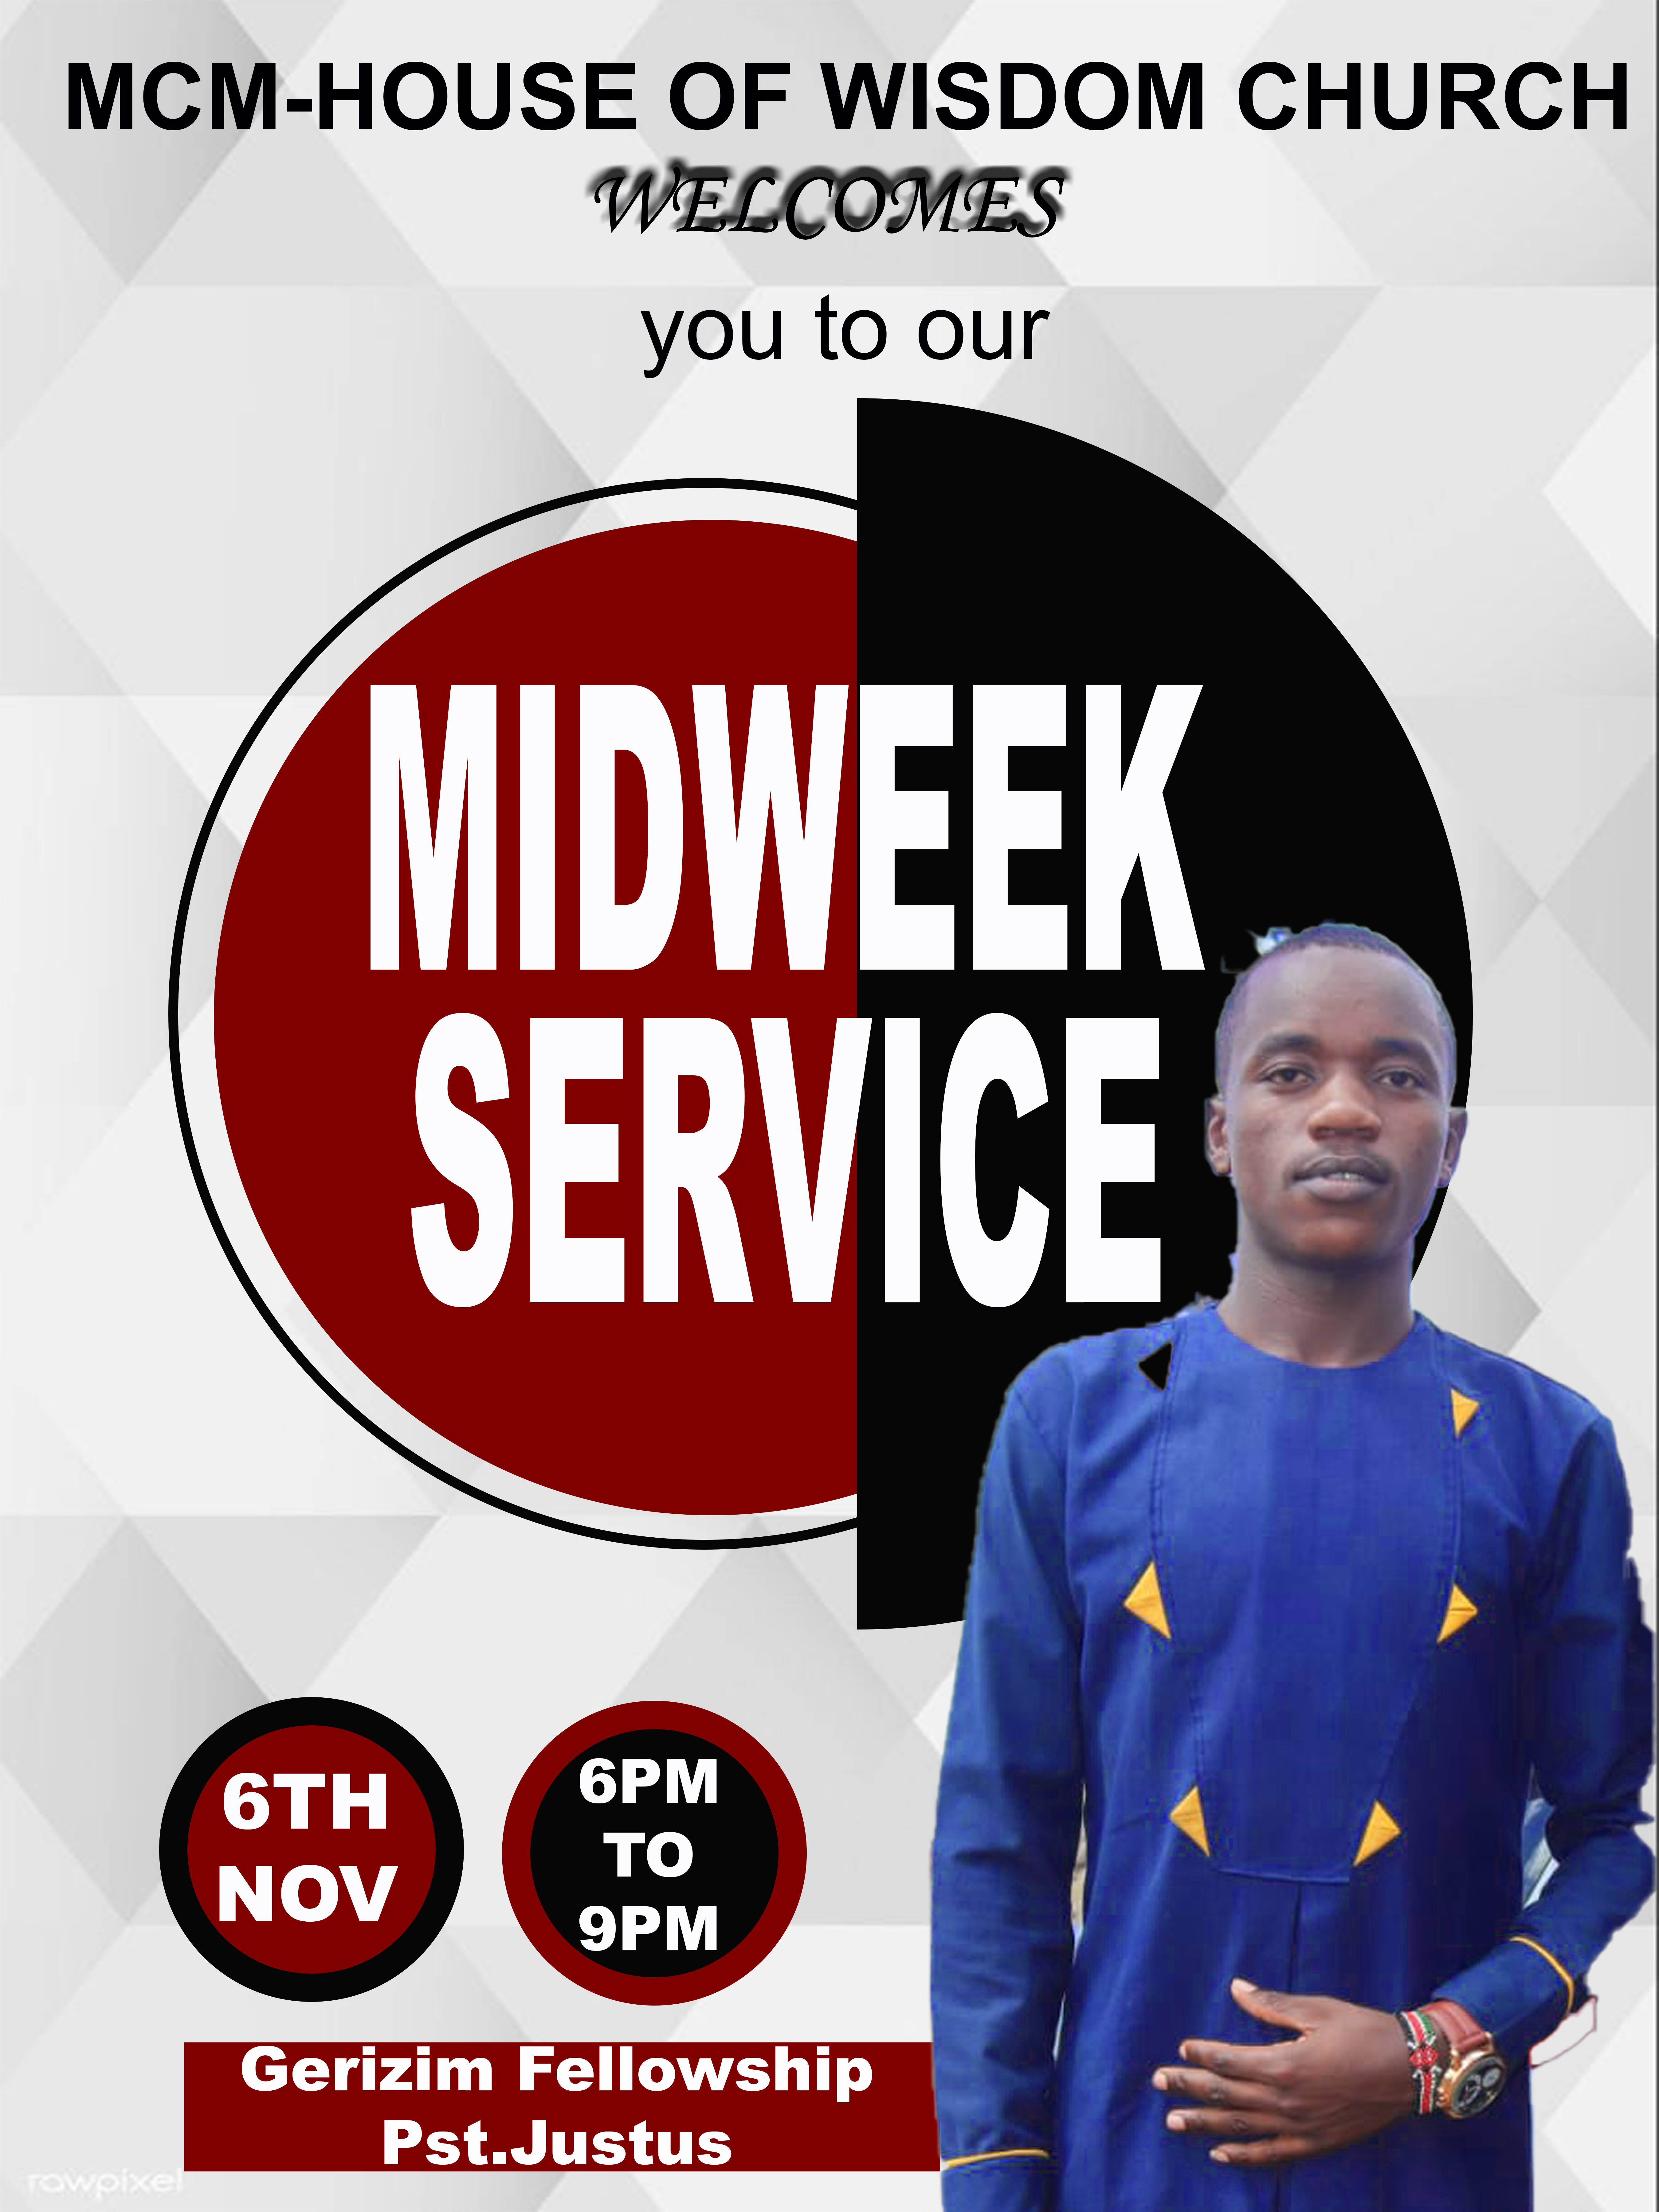 MCM-HOUSE OF WISDOM CHURCH
WELCOMES
you to our
MIDWEEK
SERVICE
6TH
NOV
6PM
TO
9PM
Gerizim Fellowship
Pst.Justus
rawpixel